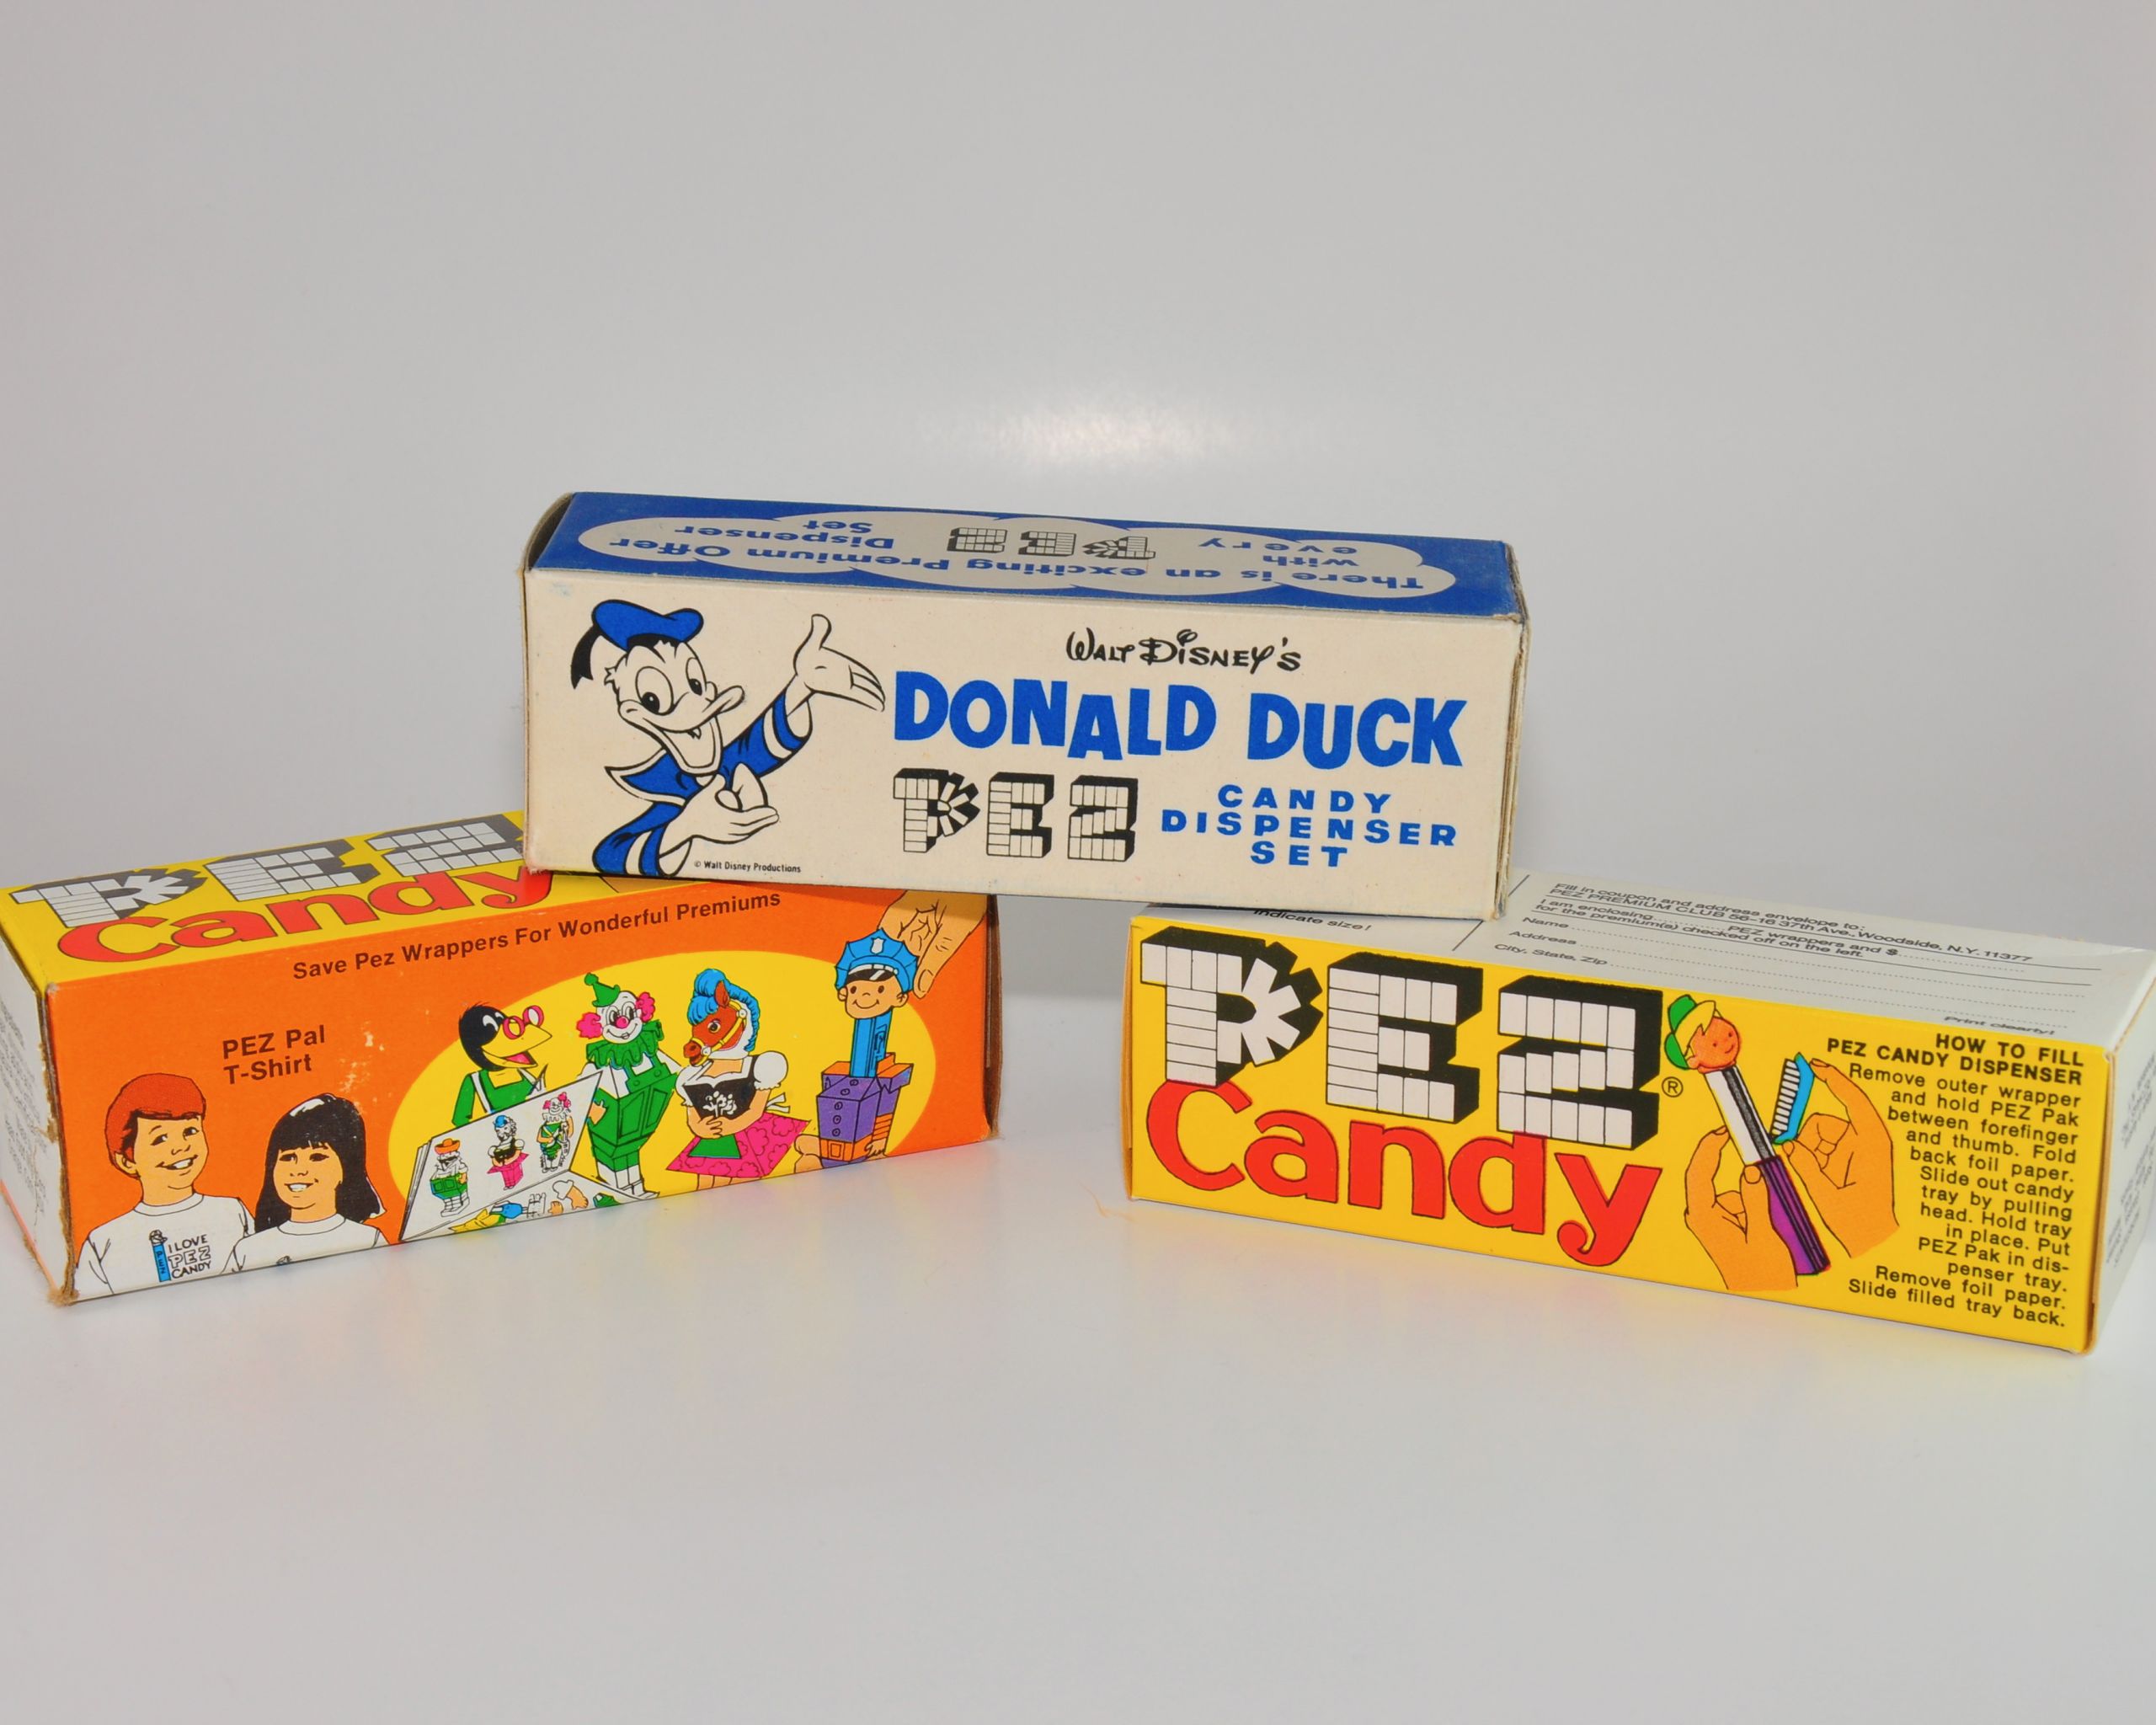 There is an exciting Premium Offer
with every PEZ Dispenser Set
WALT DISNEY'S
DONALD DUCK
PEZ
CANDY
DISPENSER
SET
© Walt Disney Productions
PEZ
Candy
Save Pez Wrappers For Wonderful Premiums
PEZ Pal
T-Shirt
I LOVE
PEZ
CANDY
PEZ
indicate size!
Fill in coupon and address envelope to:
PEZ PREMIUM CLUB 58-16 37th Ave., Woodside, N.Y. 11377
I am enclosing PEZ wrappers and $
for the premium(s) checked off on the left.
Name
Address
City, State, Zip
Print clearly!
PEZ
®
Candy
HOW TO FILL
PEZ CANDY DISPENSER
Remove outer wrapper
and hold PEZ Pak
between forefinger
and thumb. Fold
back foil paper.
Slide out candy
tray by pulling
head. Hold tray
in place. Put
PEZ Pak in dis-
penser tray.
Remove foil paper.
Slide filled tray back.